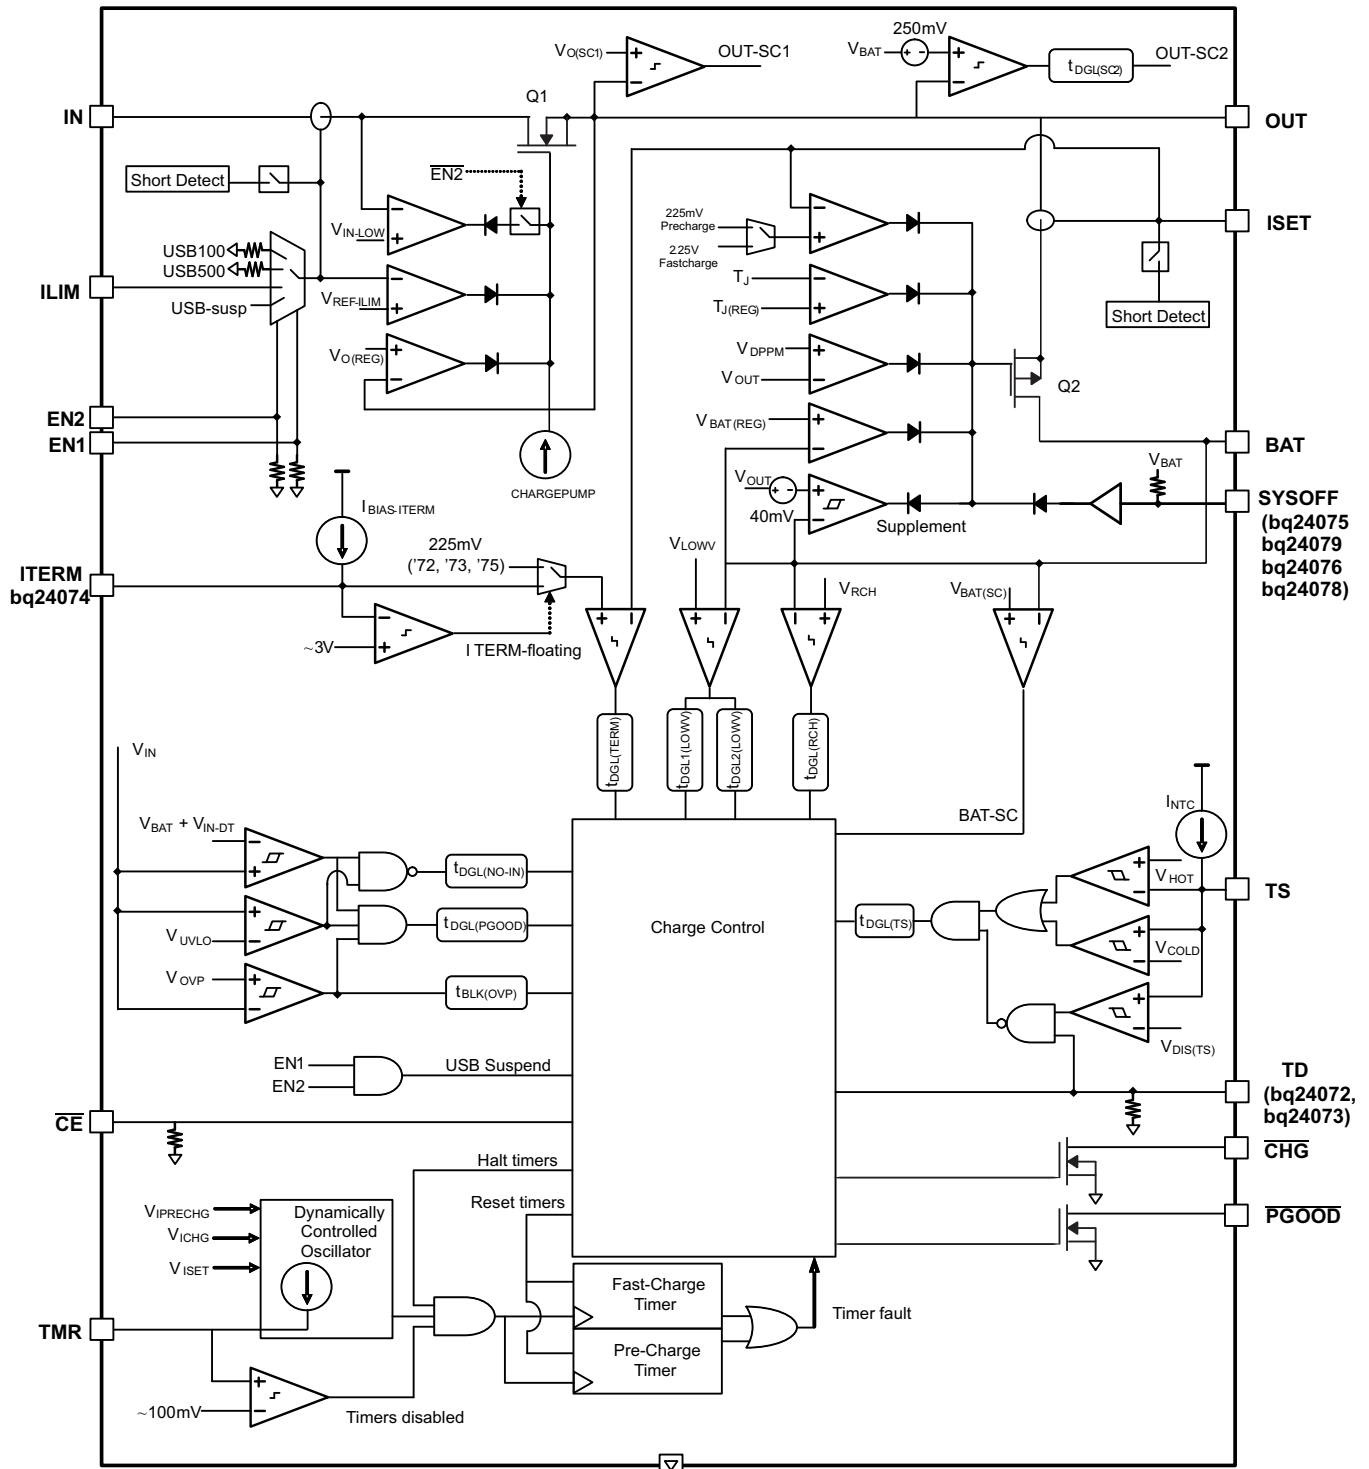 250mV
VO(SC1)
OUT-SC1
VBAT
tDGL(SC2)
OUT-SC2
Q1
IN
OUT
Short Detect
EN2
225mV
Precharge
2.25V
Fastcharge
VIN-LOW
ISET
USB100
USB500
ILIM
USB-susp
VREF-ILIM
TJ
TJ(REG)
Short Detect
VO(REG)
VDPPM
VOUT
Q2
EN2
EN1
VBAT(REG)
BAT
CHARGEPUMP
VOUT
40mV
Supplement
VBAT
SYSOFF
(bq24075
bq24079
bq24076
bq24078)
IBIAS-ITERM
225mV
('72, '73, '75)
VLOWV
ITERM
bq24074
VRCH
VBAT(SC)
~3V
I TERM-floating
tDGL(TERM)
tDGL1(LOWV)
tDGL2(LOWV)
tDGL(RCH)
BAT-SC
VIN
INTC
VBAT + VIN-DT
tDGL(NO-IN)
VHOT
TS
VUVLO
tDGL(PGOOD)
Charge Control
tDGL(TS)
VCOLD
VOVP
tBLK(OVP)
VDIS(TS)
EN1
EN2
USB Suspend
TD
(bq24072,
bq24073)
CE
CHG
Halt timers
Reset timers
PGOOD
VIPRECHG
VICHG
VISET
Dynamically
Controlled
Oscillator
Fast-Charge
Timer
Timer fault
TMR
Pre-Charge
Timer
~100mV
Timers disabled